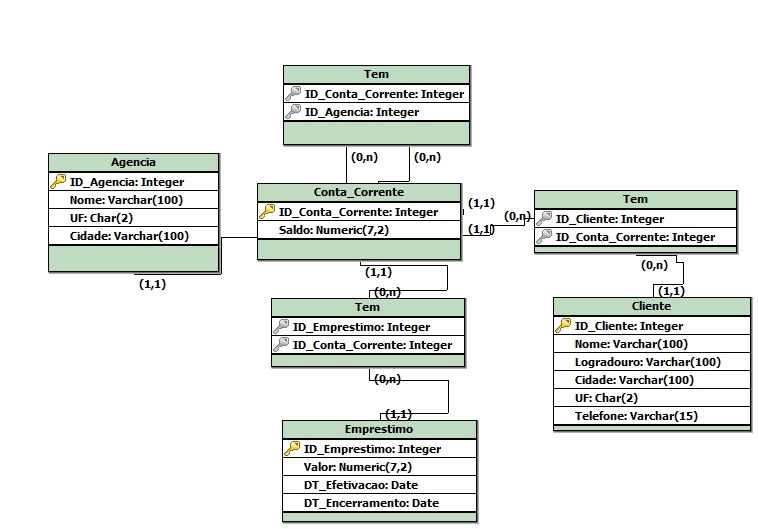 Tem
ID_Conta_Corrente: Integer
ID_Agencia: Integer
(0,n)
(0,n)
Agencia
ID_Agencia: Integer
Nome: Varchar(100)
UF: Char(2)
Cidade: Varchar(100)
(1,1)
Conta_Corrente
ID_Conta_Corrente: Integer
Saldo: Numeric(7,2)
(1,1)
(1,1)
(0,n)
(1,1)
(0,n)
Tem
ID_Cliente: Integer
ID_Conta_Corrente: Integer
(0,n)
(1,1)
Tem
ID_Emprestimo: Integer
ID_Conta_Corrente: Integer
(0,n)
(1,1)
Cliente
ID_Cliente: Integer
Nome: Varchar(100)
Logradouro: Varchar(100)
Cidade: Varchar(100)
UF: Char(2)
Telefone: Varchar(15)
Emprestimo
ID_Emprestimo: Integer
Valor: Numeric(7,2)
DT_Efetivacao: Date
DT_Encerramento: Date